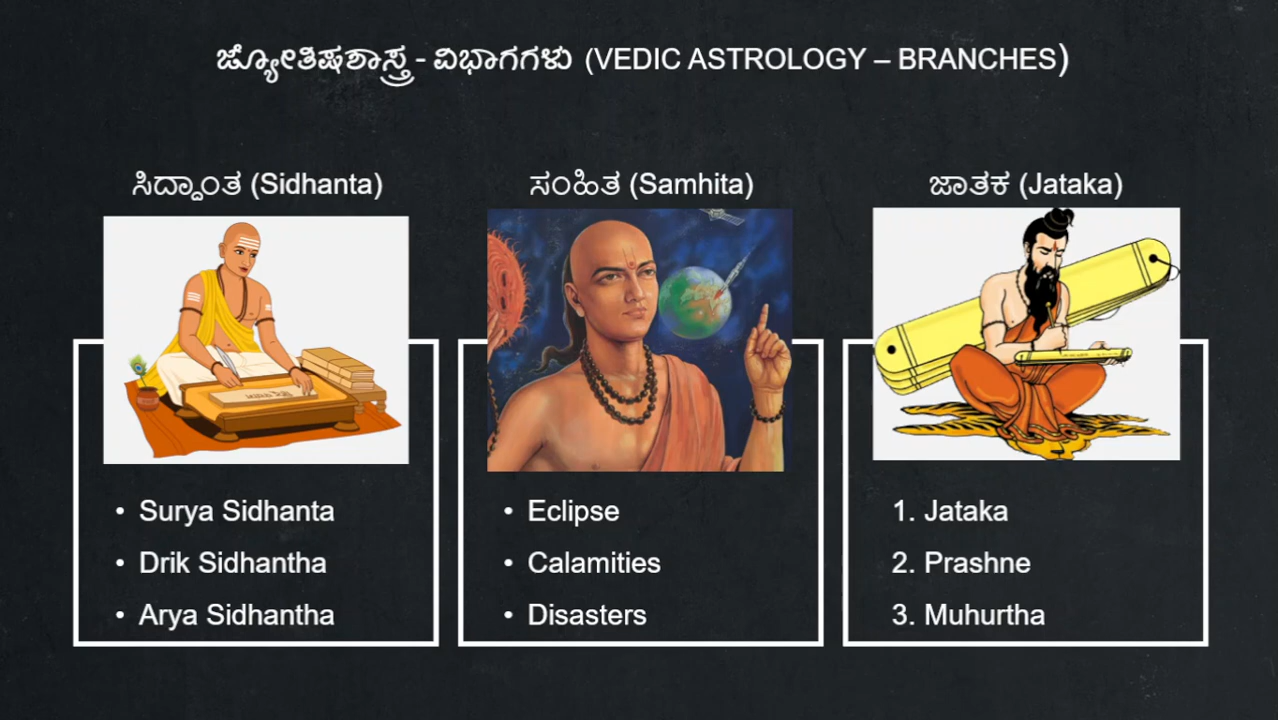 ಜ್ಯೋತಿಷಶಾಸ್ತ್ರ - ವಿಭಾಗಗಳು (VEDIC ASTROLOGY – BRANCHES)
ಸಿದ್ಧಾಂತ (Sidhanta)
• Surya Sidhanta
• Drik Sidhantha
• Arya Sidhantha
ಸಂಹಿತ (Samhita)
• Eclipse
• Calamities
• Disasters
ಜಾತಕ (Jataka)
1. Jataka
2. Prashne
3. Muhurtha